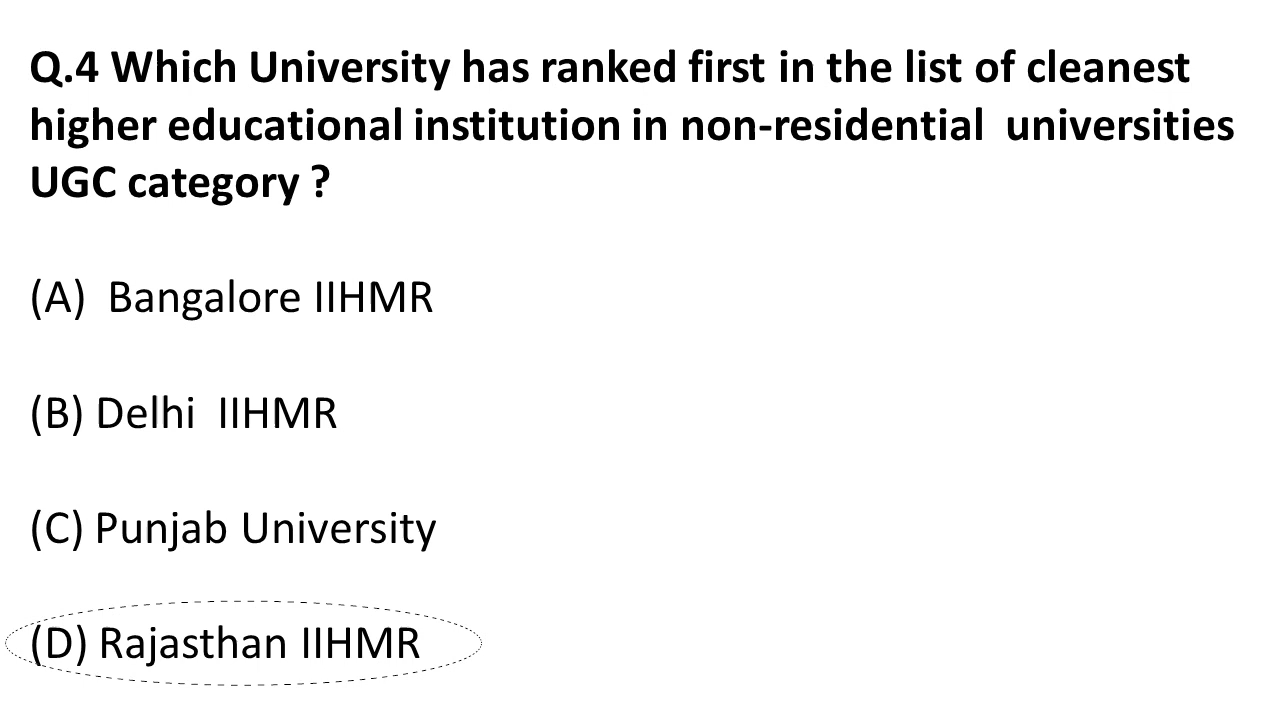 Q.4 Which University has ranked first in the list of cleanest
higher educational institution in non-residential  universities
UGC category ?
(A)  Bangalore IIHMR
(B) Delhi  IIHMR
(C) Punjab University
(D) Rajasthan IIHMR